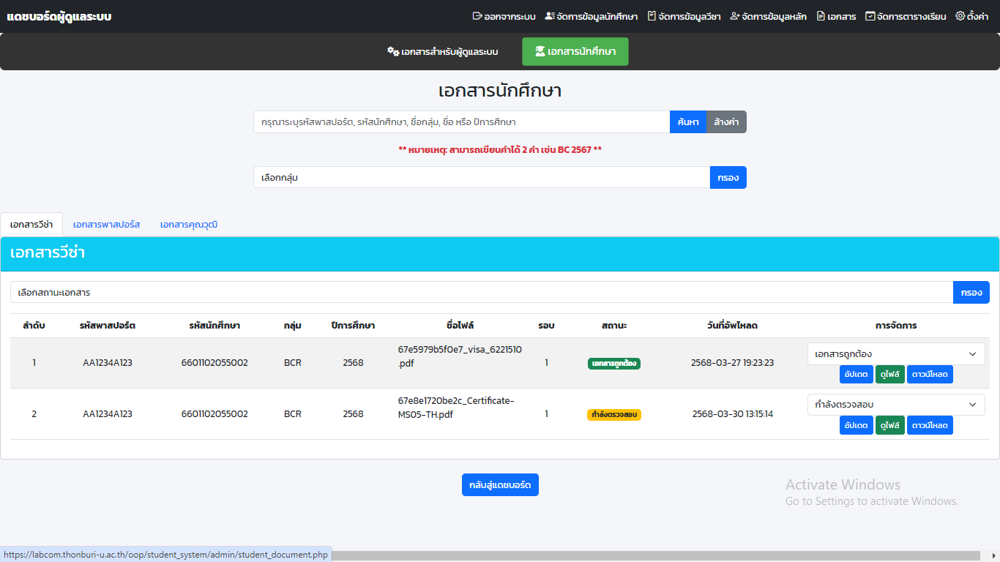 แดชบอร์ดผู้ดูแลระบบ ออกจากระบบ จัดการข้อมูลนักศึกษา จัดการข้อมูลวีซ่า จัดการข้อมูลหลัก เอกสาร จัดการตารางเรียน ตั้งค่า
เอกสารสำหรับผู้ดูแลระบบ เอกสารนักศึกษา
เอกสารนักศึกษา
กรุณาระบุรหัสพาสปอร์ต, รหัสนักศึกษา, ชื่อกลุ่ม, ชื่อ หรือ ปีการศึกษา ค้นหา ล้างค่า
** หมายเหตุ: สามารถเขียนคำได้ 2 คำ เช่น BC 2567 **
เลือกกลุ่ม กรอง
เอกสารวีซ่า เอกสารพาสปอร์ส เอกสารคุณวุฒิ
เอกสารวีซ่า
เลือกสถานะเอกสาร กรอง
ลำดับ รหัสพาสปอร์ต รหัสนักศึกษา กลุ่ม ปีการศึกษา ชื่อไฟล์ รอบ สถานะ วันที่อัพโหลด การจัดการ
1 AA1234A123 6601102055002 BCR 2568 67e5979b5f0e7_visa_6221510 1 เอกสารถูกต้อง 2568-03-27 19:23:23 เอกสารถูกต้อง
.pdf อัปเดต ดูไฟล์ ดาวน์โหลด
2 AA1234A123 6601102055002 BCR 2568 67e8e1720be2c_Certificate- 1 กำลังตรวจสอบ 2568-03-30 13:15:14 กำลังตรวจสอบ
MS05-TH.pdf อัปเดต ดูไฟล์ ดาวน์โหลด
กลับสู่แดชบอร์ด
Activate Windows
Go to Settings to activate Windows.
https://labcom.thonburi-u.ac.th/oop/student_system/admin/student_document.php